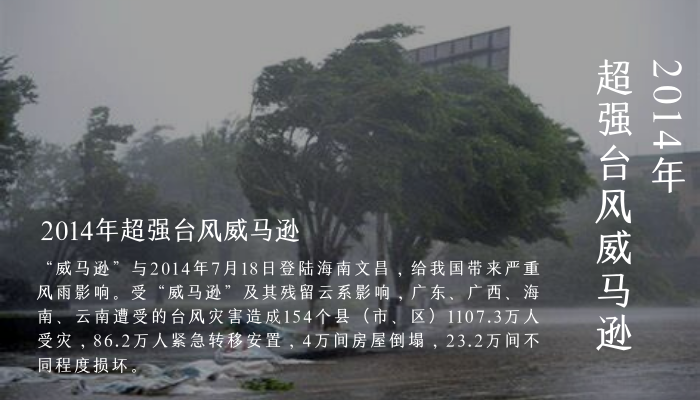 2014年
超强台风威马逊
2014年超强台风威马逊
“威马逊”与2014年7月18日登陆海南文昌，给我国带来严重
风雨影响。受“威马逊”及其残留云系影响，广东、广西、海
南、云南遭受的台风灾害造成154个县（市、区）1107.3万人
受灾，86.2万人紧急转移安置，4万间房屋倒塌，23.2万间不
同程度损坏。